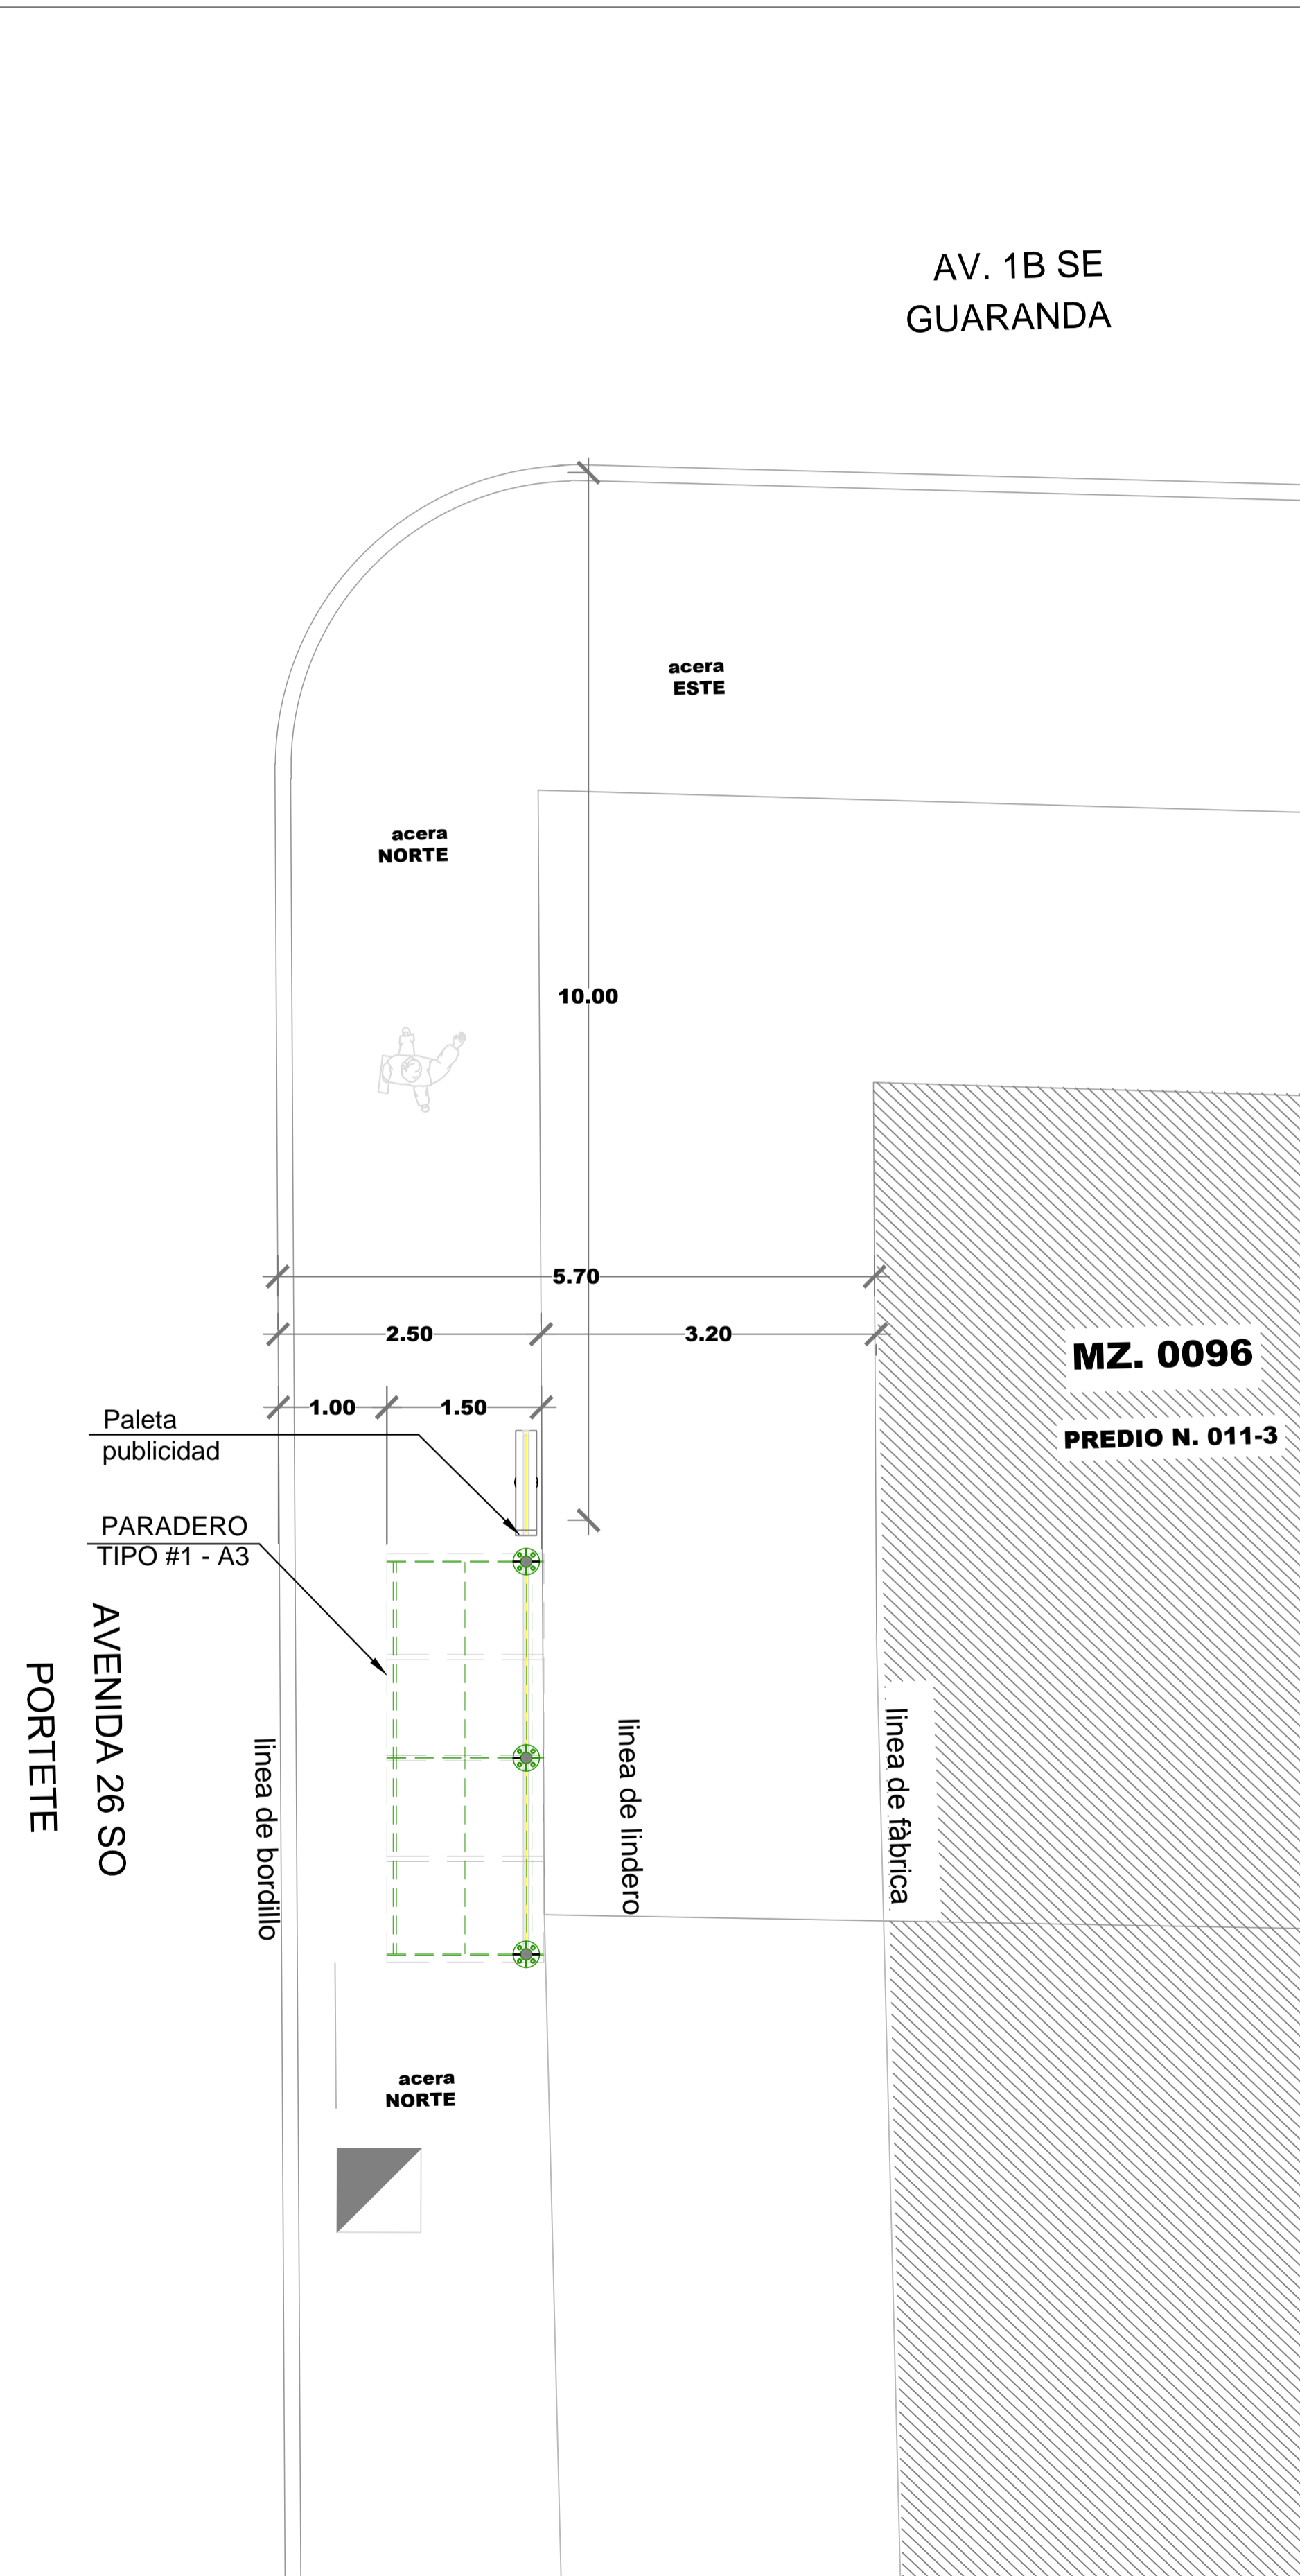 AV. 1B SE
GUARANDA
acera
ESTE
acera
NORTE
10.00
5.70
2.50
3.20
MZ. 0096
1.00
1.50
Paleta
publicidad
PREDIO N. 011-3
PARADERO
TIPO #1 - A3
AVENIDA 26 SO
PORTETE
linea de bordillo
linea de lindero
linea de fàbrica
acera
NORTE